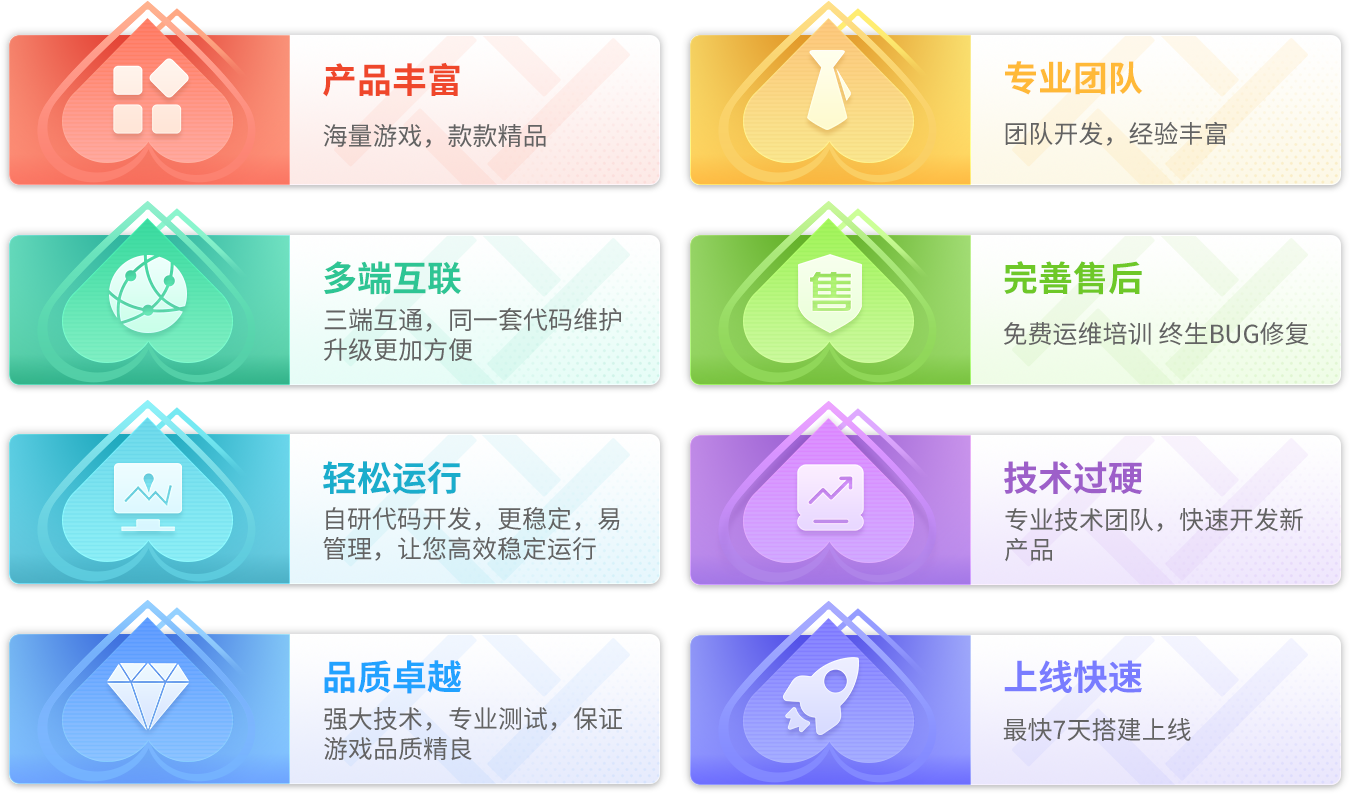 产品丰富
海量游戏，款款精品
专业团队
团队开发，经验丰富
多端互联
三端互通，同一套代码维护
升级更加方便
售
完善售后
免费运维培训 终生BUG修复
轻松运行
自研代码开发，更稳定，易
管理，让您高效稳定运行
技术过硬
专业技术团队，快速开发新
产品
品质卓越
强大技术，专业测试，保证
游戏品质精良
上线快速
最快7天搭建上线